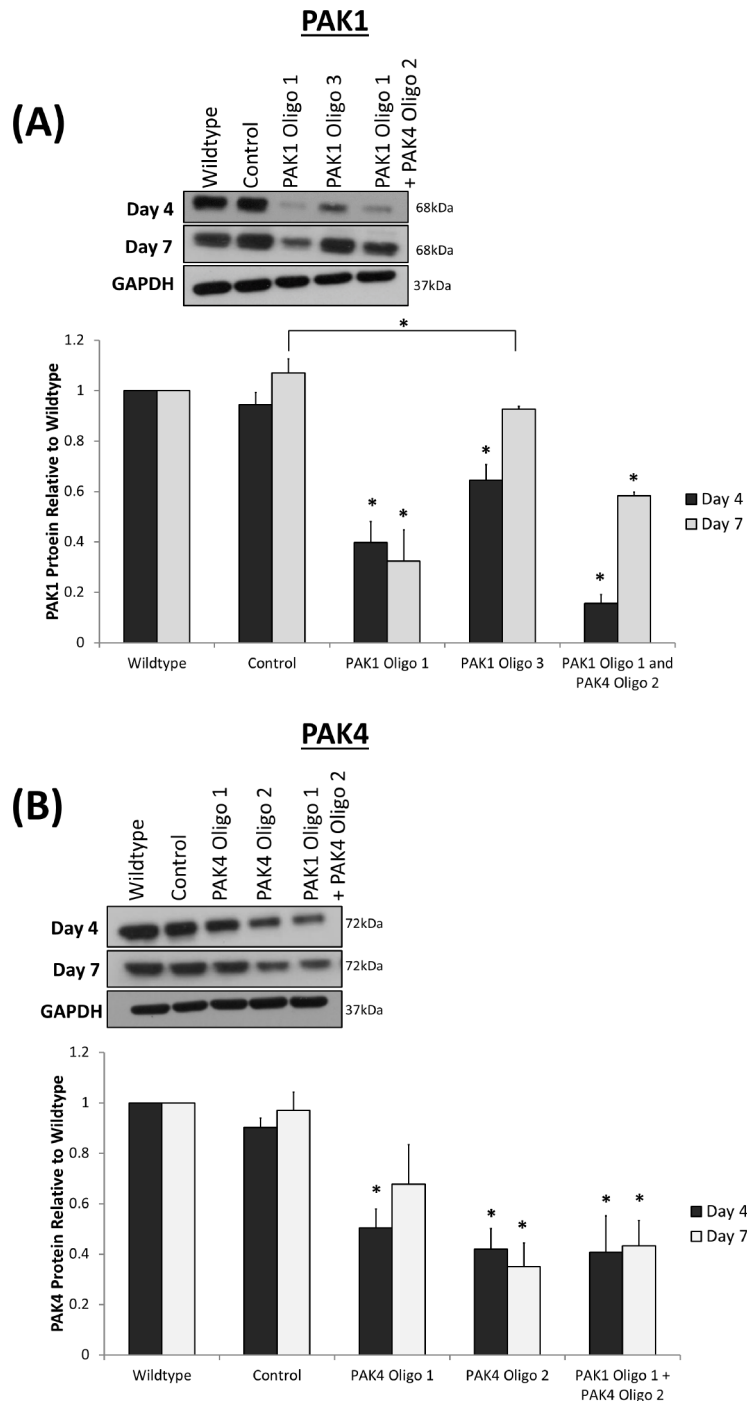 PAK1
(A)
Wildtype
Control
PAK1 Oligo 1
PAK1 Oligo 3
PAK1 Oligo 1
+ PAK4 Oligo 2
Day 4
68kDa
Day 7
68kDa
GAPDH
37kDa
PAK1 Prtoein Relative to Wildtype
1.2
1
0.8
0.6
0.4
0.2
0
*
*
*
*
*
*
Day 4
Day 7
Wildtype
Control
PAK1 Oligo 1
PAK1 Oligo 3
PAK1 Oligo 1 and
PAK4 Oligo 2
PAK4
(B)
Wildtype
Control
PAK4 Oligo 1
PAK4 Oligo 2
PAK1 Oligo 1
+ PAK4 Oligo 2
Day 4
72kDa
Day 7
72kDa
GAPDH
37kDa
PAK4 Protein Relative to Wildtype
1.2
1
0.8
0.6
0.4
0.2
0
*
*
*
*
*
Day 4
Day 7
Wildtype
Control
PAK4 Oligo 1
PAK4 Oligo 2
PAK1 Oligo 1 +
PAK4 Oligo 2